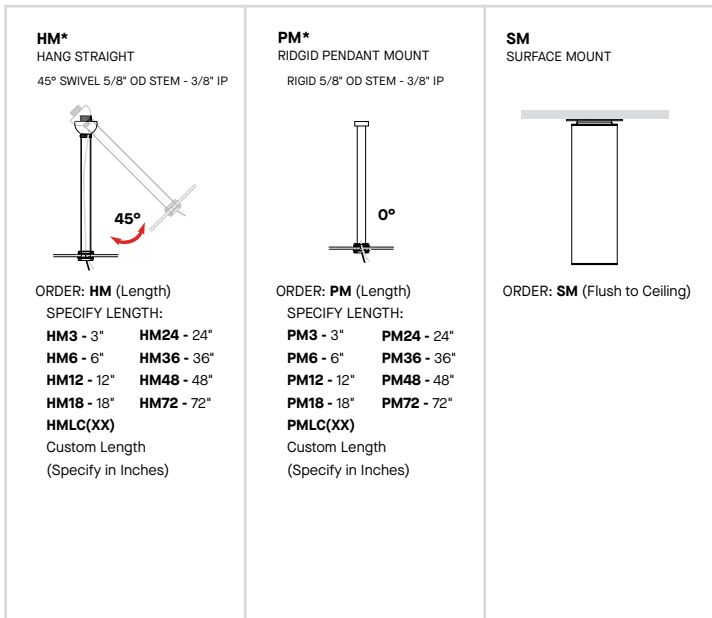 HM*
HANG STRAIGHT
45º SWIVEL 5/8" OD STEM - 3/8" IP
45º
ORDER: HM (Length)
SPECIFY LENGTH:
HM3 - 3" HM24 - 24"
HM6 - 6" HM36 - 36"
HM12 - 12" HM48 - 48"
HM18 - 18" HM72 - 72"
HMLC(XX)
Custom Length
(Specify in Inches)
PM*
RIDGID PENDANT MOUNT
RIGID 5/8" OD STEM - 3/8" IP
0º
ORDER: PM (Length)
SPECIFY LENGTH:
PM3 - 3" PM24 - 24"
PM6 - 6" PM36 - 36"
PM12 - 12" PM48 - 48"
PM18 - 18" PM72 - 72"
PMLC(XX)
Custom Length
(Specify in Inches)
SM
SURFACE MOUNT
ORDER: SM (Flush to Ceiling)